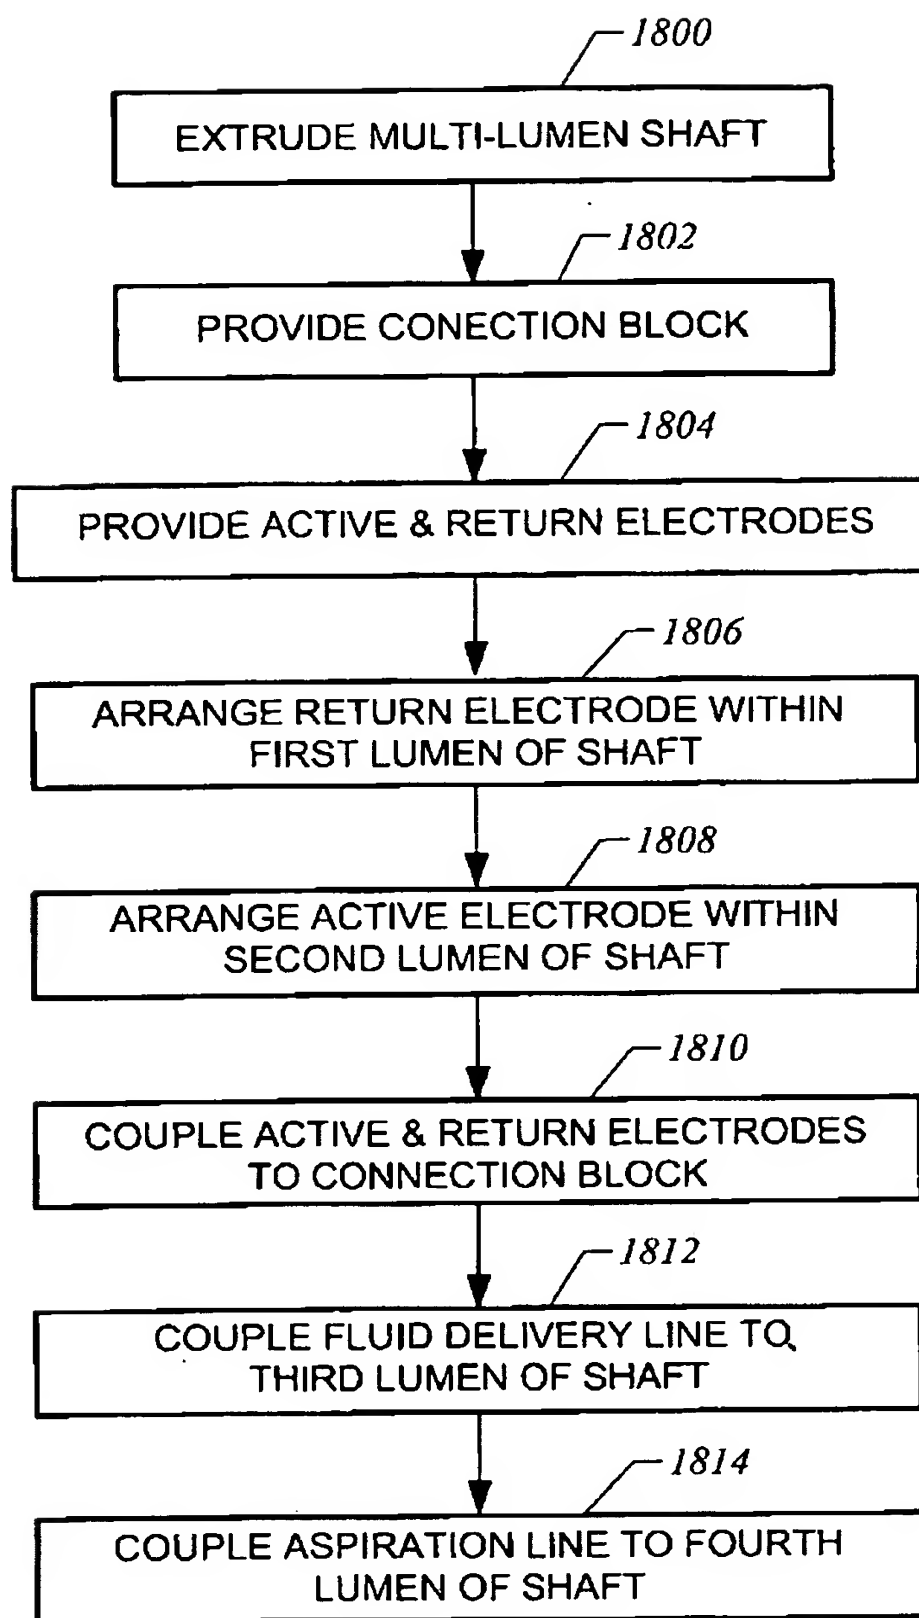 1800
EXTRUDE MULTI-LUMEN SHAFT
1802
PROVIDE CONECTION BLOCK
1804
PROVIDE ACTIVE & RETURN ELECTRODES
1806
ARRANGE RETURN ELECTRODE WITHIN
FIRST LUMEN OF SHAFT
1808
ARRANGE ACTIVE ELECTRODE WITHIN
SECOND LUMEN OF SHAFT
1810
COUPLE ACTIVE & RETURN ELECTRODES
TO CONNECTION BLOCK
1812
COUPLE FLUID DELIVERY LINE TO
THIRD LUMEN OF SHAFT
1814
COUPLE ASPIRATION LINE TO FOURTH
LUMEN OF SHAFT